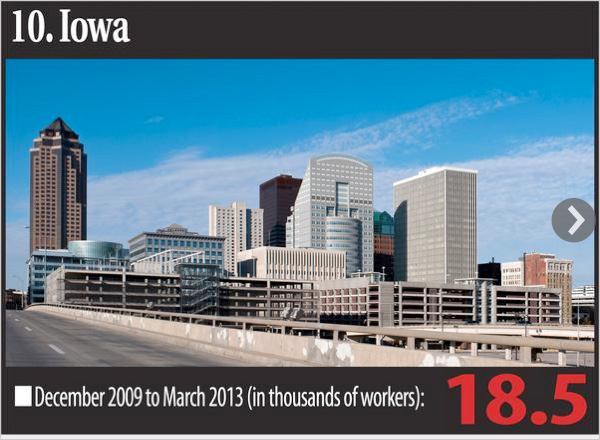 10. Iowa
December 2009 to March 2013 (in thousands of workers): 18.5